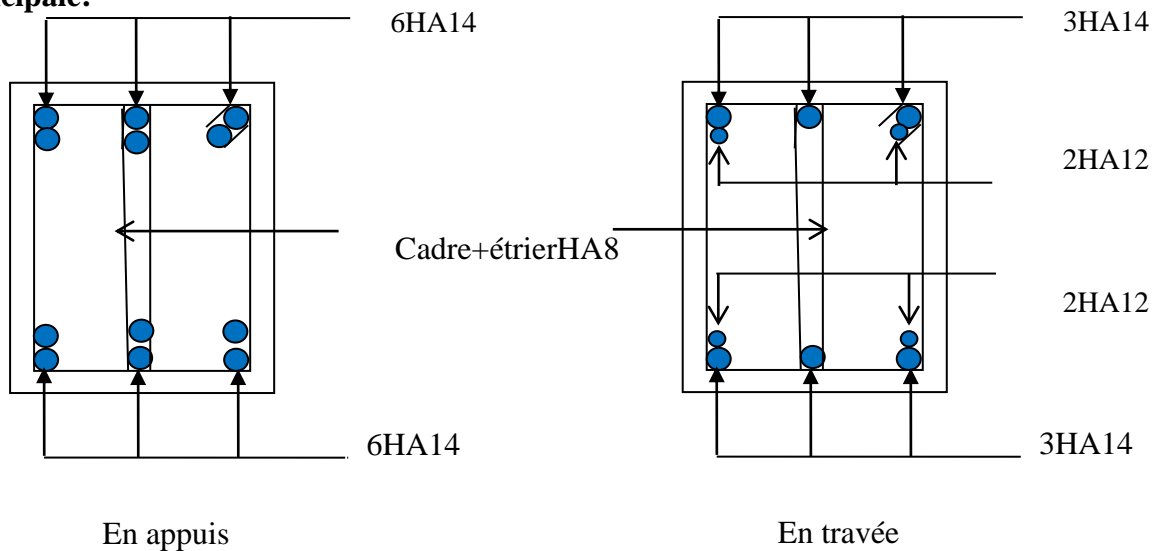 cipale:
6HA14
3HA14
2HA12
Cadre+étrierHA8
2HA12
6HA14
3HA14
En appuis
En travée